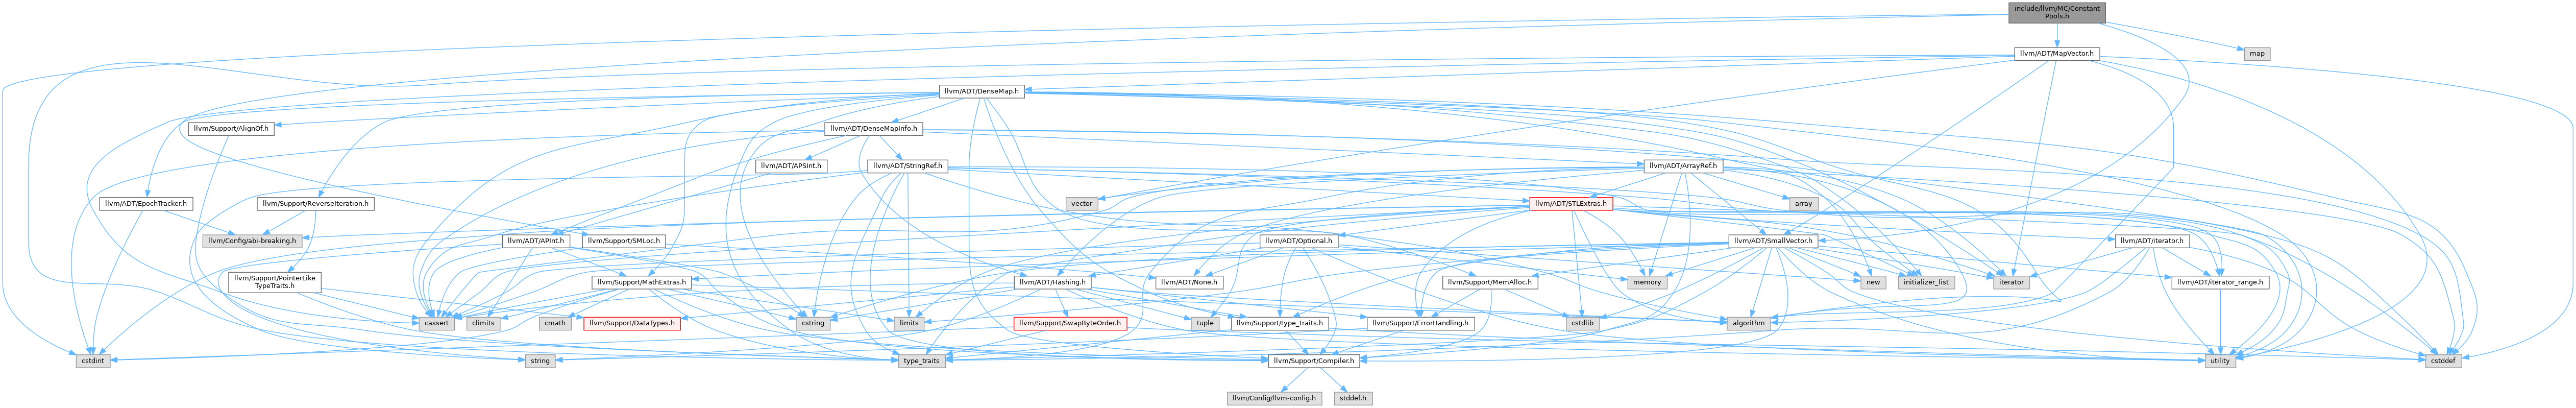 include/llvm/MC/Constant
Pools.h
map
llvm/ADT/MapVector.h
llvm/ADT/DenseMap.h
llvm/Support/AlignOf.h
llvm/ADT/DenseMapInfo.h
llvm/ADT/APSInt.h
llvm/ADT/StringRef.h
llvm/ADT/ArrayRef.h
llvm/ADT/EpochTracker.h
llvm/Support/ReverseIteration.h
vector
llvm/ADT/STLExtras.h
array
llvm/Config/abi-breaking.h
llvm/ADT/APInt.h
llvm/Support/SMLoc.h
llvm/ADT/Optional.h
llvm/ADT/SmallVector.h
llvm/ADT/iterator.h
llvm/Support/PointerLike
TypeTraits.h
llvm/Support/MathExtras.h
llvm/ADT/None.h
llvm/ADT/Hashing.h
llvm/Support/MemAlloc.h
memory
new
initializer_list
iterator
llvm/ADT/iterator_range.h
cassert
climits
cmath
llvm/Support/DataTypes.h
cstring
limits
llvm/Support/SwapByteOrder.h
tuple
llvm/Support/type_traits.h
llvm/Support/ErrorHandling.h
cstdlib
algorithm
cstdint
string
type_traits
llvm/Support/Compiler.h
utility
cstddef
llvm/Config/llvm-config.h
stddef.h